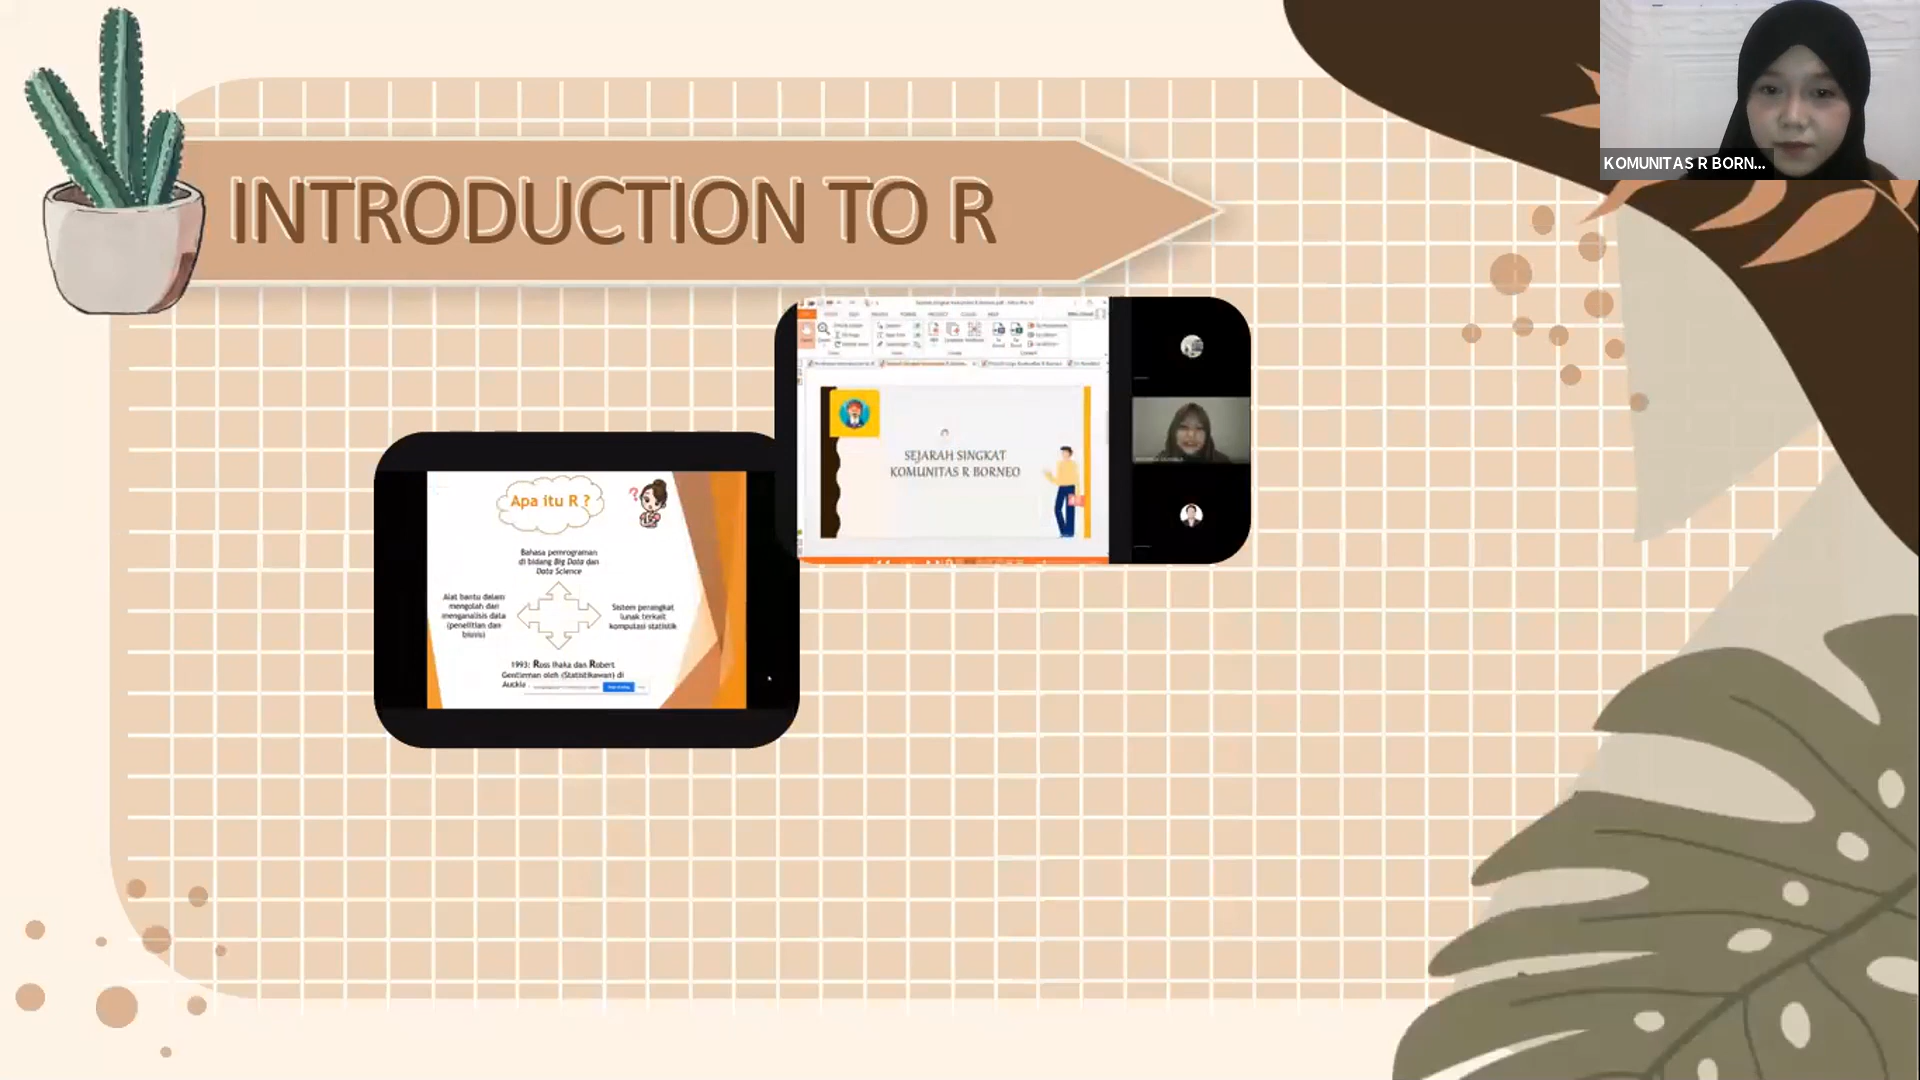 KOMUNITAS R BORN...
INTRODUCTION TO R
SEJARAH SINGKAT
KOMUNITAS R BORNEO
Apa itu R ?
Bahasa pemrograman
di bidang Big Data dan
Data Science
Alat bantu dalam
mengolah dan
menganalisis data
(penelitian dan
bisnis)
Sistem perangkat
lunak terkait
komputasi statistik
1993: Ross Ihaka dan Robert
Gentleman oleh (Statistikawan) di
Auckla